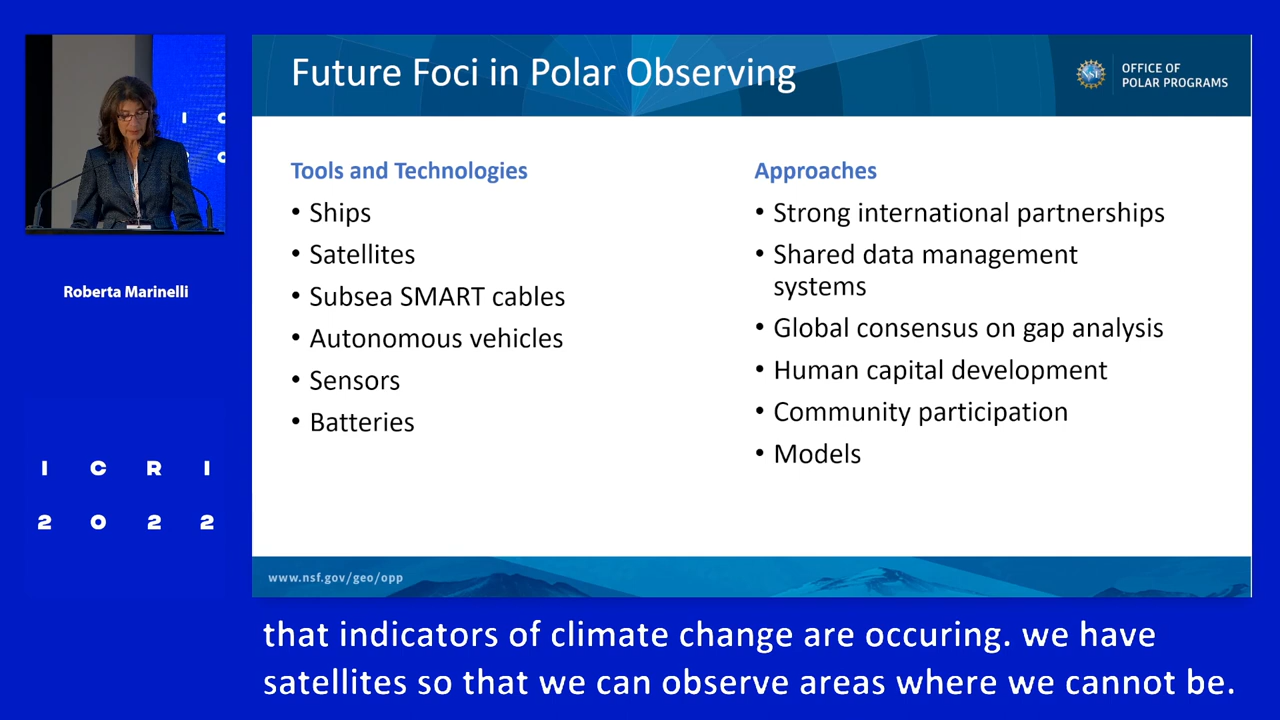 Future Foci in Polar Observing
OFFICE OF
POLAR PROGRAMS
Tools and Technologies
• Ships
• Satellites
• Subsea SMART cables
• Autonomous vehicles
• Sensors
• Batteries
Approaches
• Strong international partnerships
• Shared data management
systems
• Global consensus on gap analysis
• Human capital development
• Community participation
• Models
www.nsf.gov/geo/opp
Roberta Marinelli
I C R I
2 0 2 2
that indicators of climate change are occuring. we have
satellites so that we can observe areas where we cannot be.